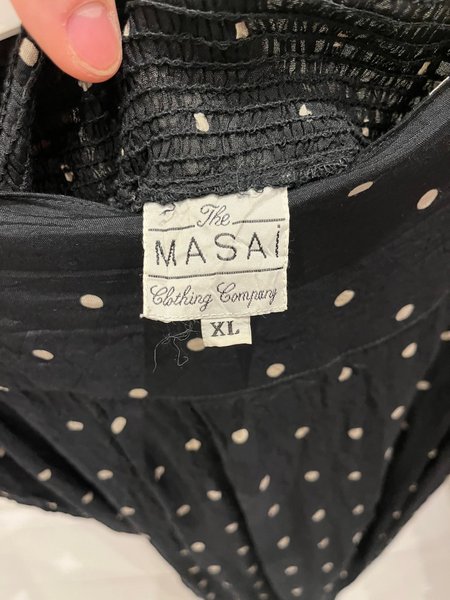 The
MASAi
Clothing Company
XL